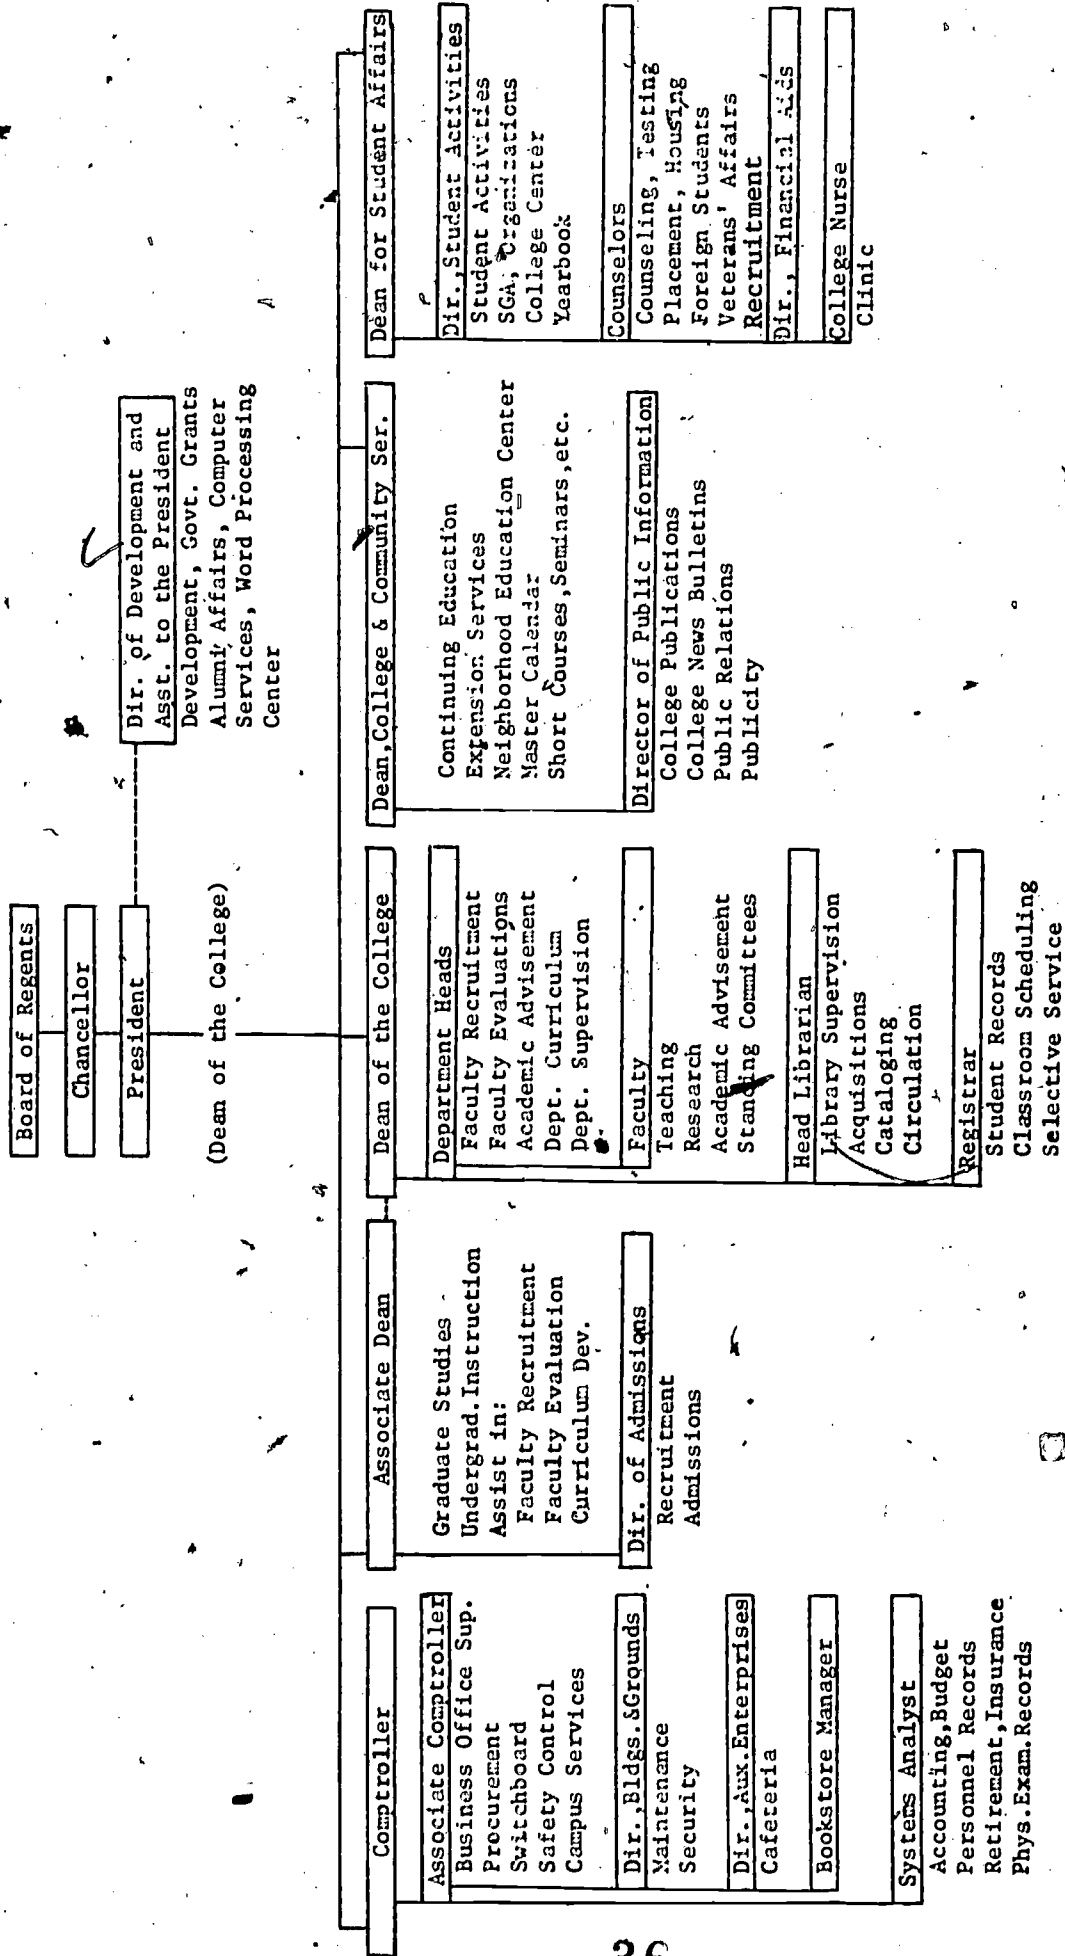 Board of Regents
Chancellor
President
(Dean of the College)
Dir. of Development and
Asst. to the President
Development, Govt. Grants
Alumni Affairs, Computer
Services, Word Processing
Center
Comptroller
Associate Comptroller
Business Office Sup.
Procurement
Switchboard
Safety Control
Campus Services
Dir.,Bldgs.&Grounds
Maintenance
Security
Dir.,Aux.Enterprises
Cafeteria
Bookstore Manager
Systems Analyst
Accounting,Budget
Personnel Records
Retirement,Insurance
Phys.Exam.Records
Associate Dean
Graduate Studies
Undergrad.Instruction
Assist in:
Faculty Recruitment
Faculty Evaluation
Curriculum Dev.
Dir. of Admissions
Recruitment
Admissions
Dean of the College
Department Heads
Faculty Recruitment
Faculty Evaluations
Academic Advisement
Dept. Curriculum
Dept. Supervision
Faculty
Teaching
Research
Academic Advisement
Standing Committees
Head Librarian
Library Supervision
Acquisitions
Cataloging
Circulation
Registrar
Student Records
Classroom Scheduling
Selective Service
Dean,College & Community Ser.
Continuing Education
Extension Services
Neighborhood Education Center
Master Calendar
Short Courses,Seminars,etc.
Director of Public Information
College Publications
College News Bulletins
Public Relations
Publicity
Dean for Student Affairs
Dir.,Student Activities
Student Activities
SGA, Organizations
College Center
Yearbook
Counselors
Counseling, Testing
Placement, Housing
Foreign Students
Veterans' Affairs
Recruitment
Dir., Financial Aids
College Nurse
Clinic